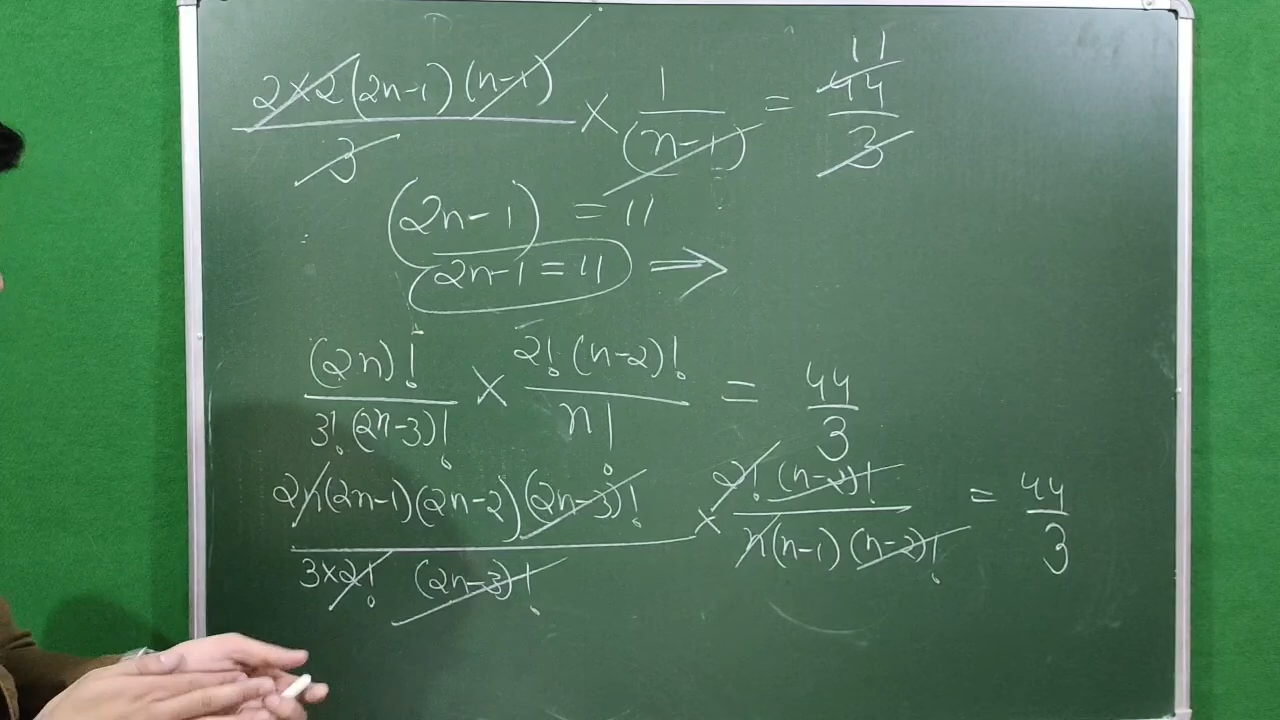 2×2(2n-1)(n-1)/3 × 1/(n-1) = 44/3 11
(2n-1) = 11
2n-1 = 11 ⇒
(2n)!/3!(2n-3)! × 2!(n-2)!/n! = 44/3
2n(2n-1)(2n-2)(2n-3)!/3×2! (2n-3)! × 2!(n-2)!/n(n-1)(n-2)! = 44/3